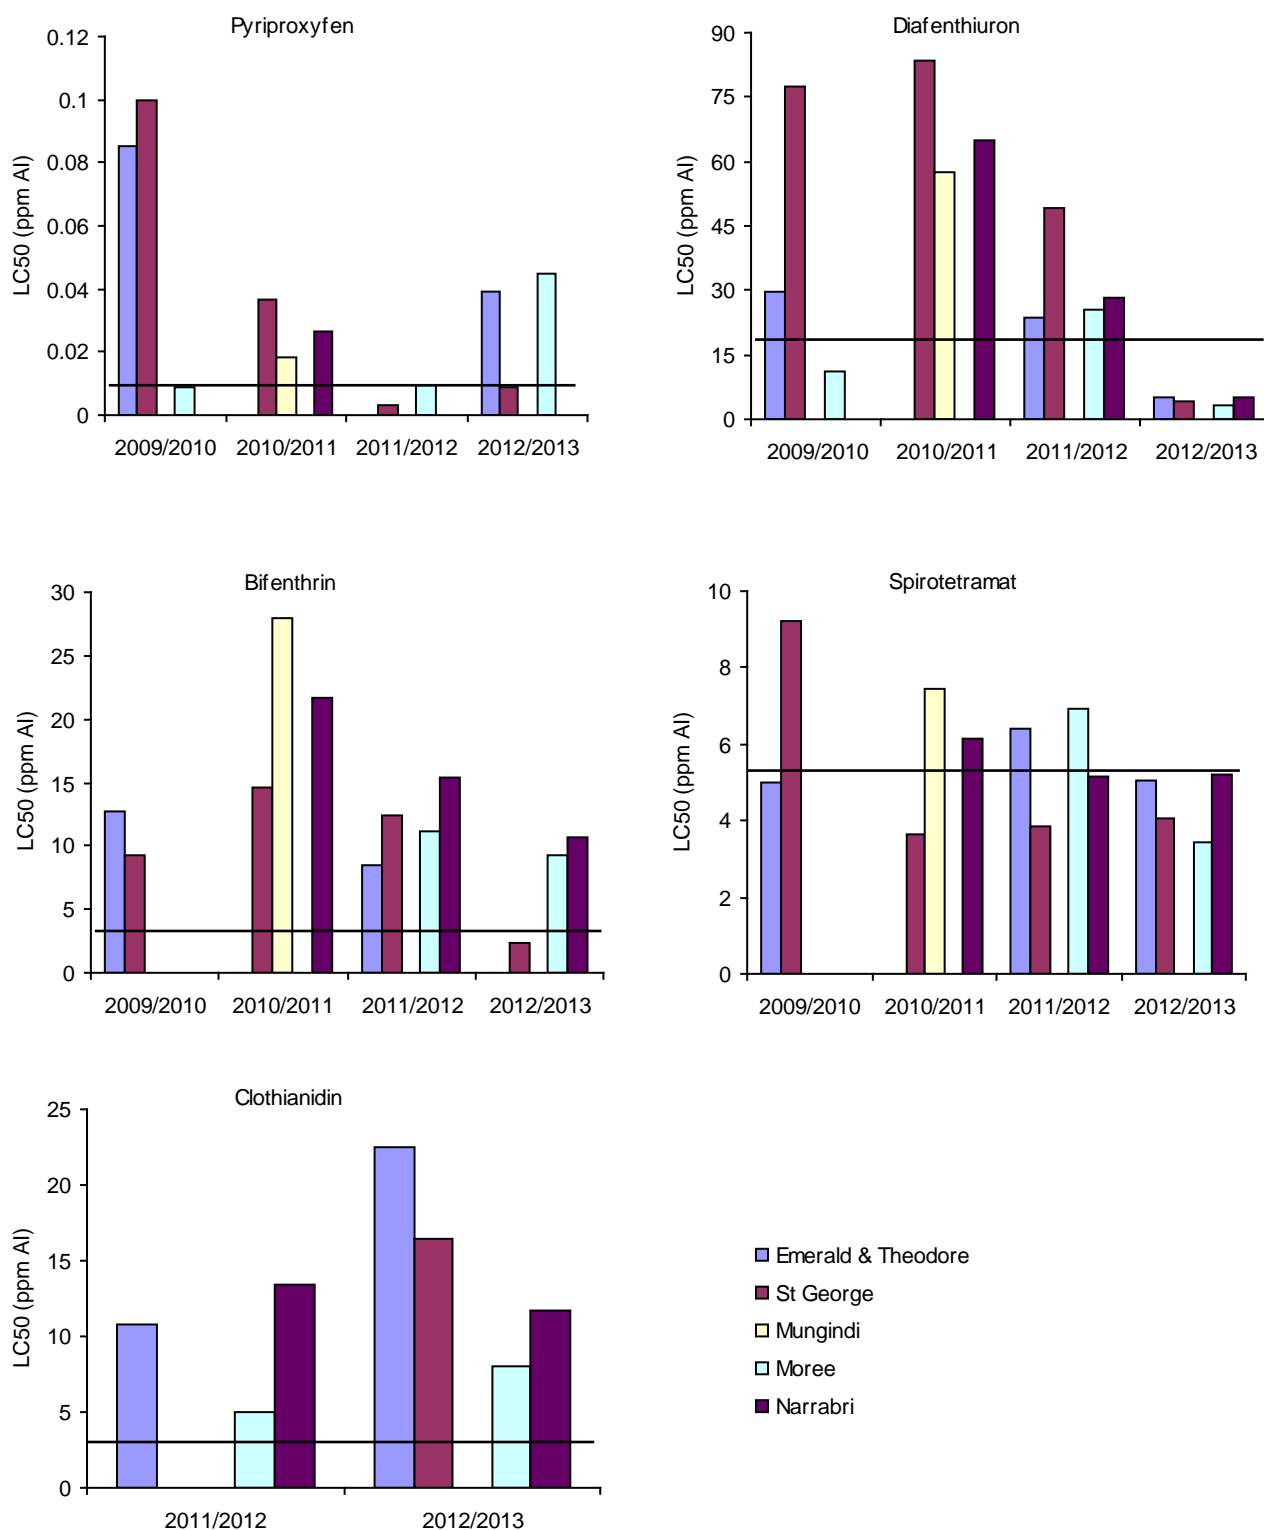 Pyriproxyfen
0.12
0.1
0.08
0.06
0.04
0.02
0
LC50 (ppm AI)
2009/2010 2010/2011 2011/2012 2012/2013
Diafenthiuron
90
75
60
45
30
15
0
LC50 (ppm AI)
2009/2010 2010/2011 2011/2012 2012/2013
Bifenthrin
30
25
20
15
10
5
0
LC50 (ppm AI)
2009/2010 2010/2011 2011/2012 2012/2013
Spirotetramat
10
8
6
4
2
0
LC50 (ppm AI)
2009/2010 2010/2011 2011/2012 2012/2013
Clothianidin
25
20
15
10
5
0
LC50 (ppm AI)
2011/2012 2012/2013
Emerald & Theodore
St George
Mungindi
Moree
Narrabri